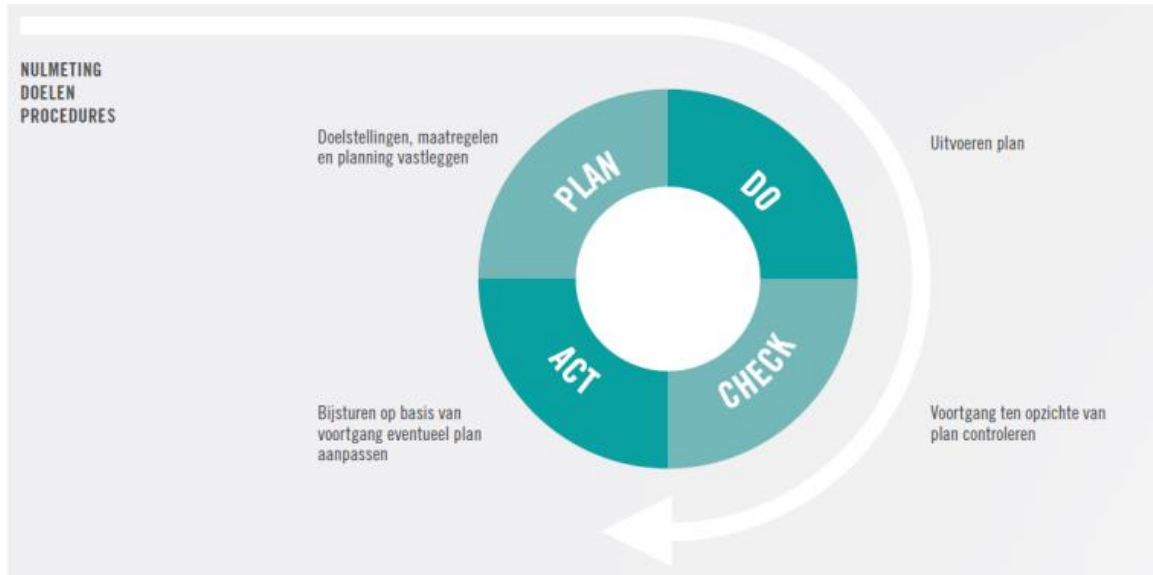 NULMETING
DOELEN
PROCEDURES
Doelstellingen, maatregelen
en planning vastleggen
PLAN
DO
Uitvoeren plan
ACT
CHECK
Bijsturen op basis van
voortgang eventueel plan
aanpassen
Voortgang ten opzichte van
plan controleren